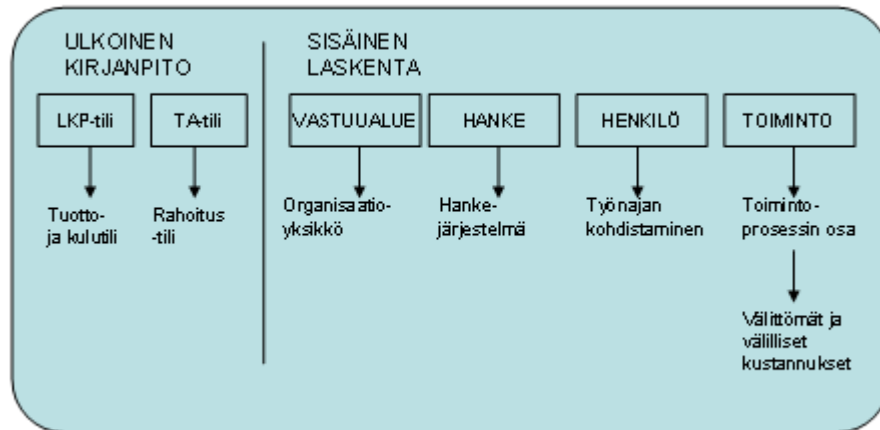 ULKOINEN
KIRJANPITO
SISÄINEN
LASKENTA
LKP-tili
TA-tili
VASTUUALUE
HANKE
HENKILÖ
TOIMINTO
Tuotto-
ja kulutili
Rahoitus
-tili
Organisaatio-
yksikkö
Hanke-
järjestelmä
Työnajan
kohdistaminen
Toiminto-
prosessin osa
Välittömät ja
välilliset
kustannukset